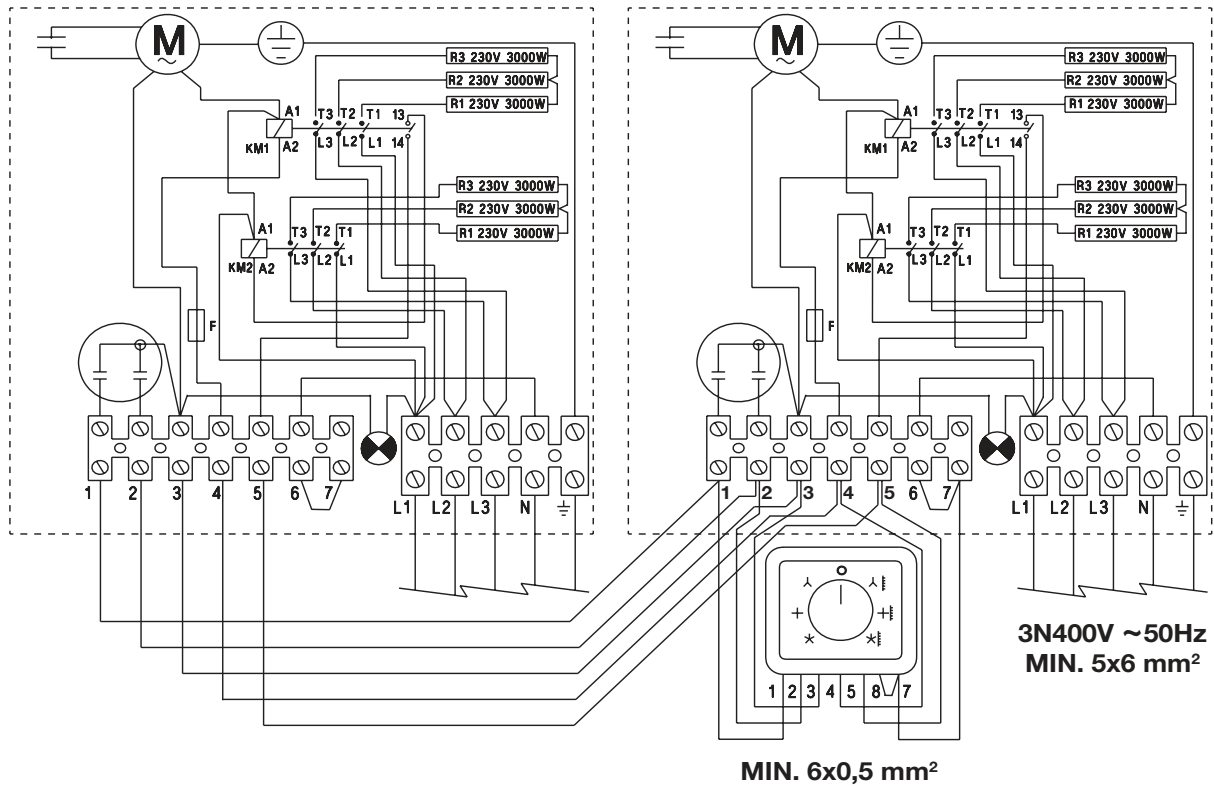 M
R3 230V 3000W
R2 230V 3000W
R1 230V 3000W
A1 T3 T2 T1 13
KM1 A2 L3 L2 L1 14
R3 230V 3000W
R2 230V 3000W
R1 230V 3000W
A1 T3 T2 T1
KM2 A2 L3 L2 L1
F
1 2 3 4 5 6 7 L1 L2 L3 N
M
R3 230V 3000W
R2 230V 3000W
R1 230V 3000W
A1 T3 T2 T1 13
KM1 A2 L3 L2 L1 14
R3 230V 3000W
R2 230V 3000W
R1 230V 3000W
A1 T3 T2 T1
KM2 A2 L3 L2 L1
F
1 2 3 4 5 6 7 L1 L2 L3 N
1 2 3 4 5 8 7
3N400V ~50Hz
MIN. 5x6 mm²
MIN. 6x0,5 mm²